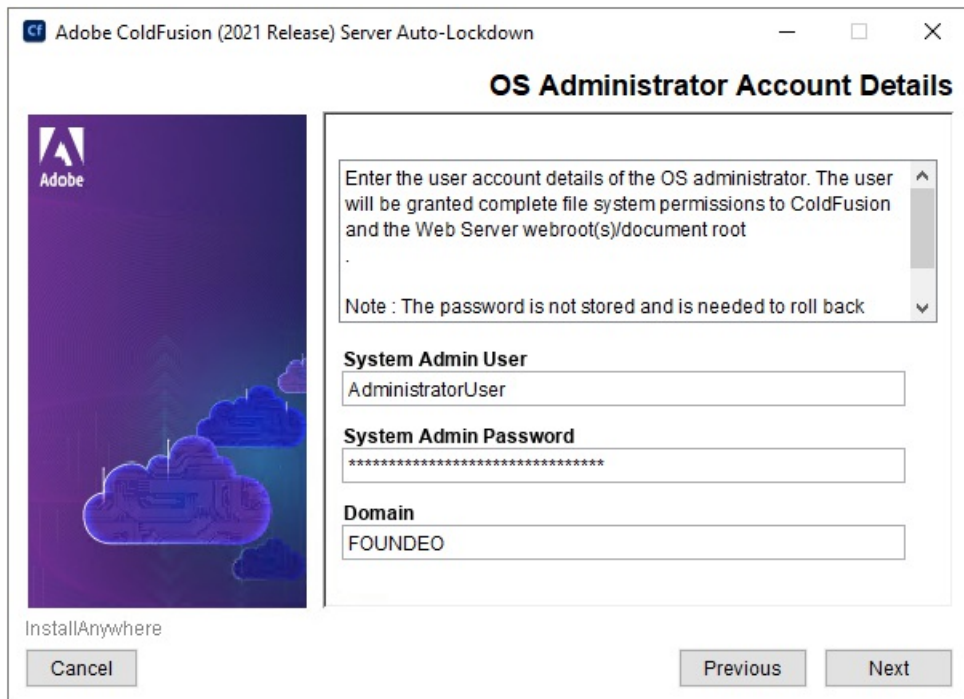 Cf Adobe ColdFusion (2021 Release) Server Auto-Lockdown
OS Administrator Account Details
Adobe
Enter the user account details of the OS administrator. The user
will be granted complete file system permissions to ColdFusion
and the Web Server webroot(s)/document root
.
Note : The password is not stored and is needed to roll back
System Admin User
AdministratorUser
System Admin Password
********************************
Domain
FOUNDEO
InstallAnywhere
Cancel
Previous
Next